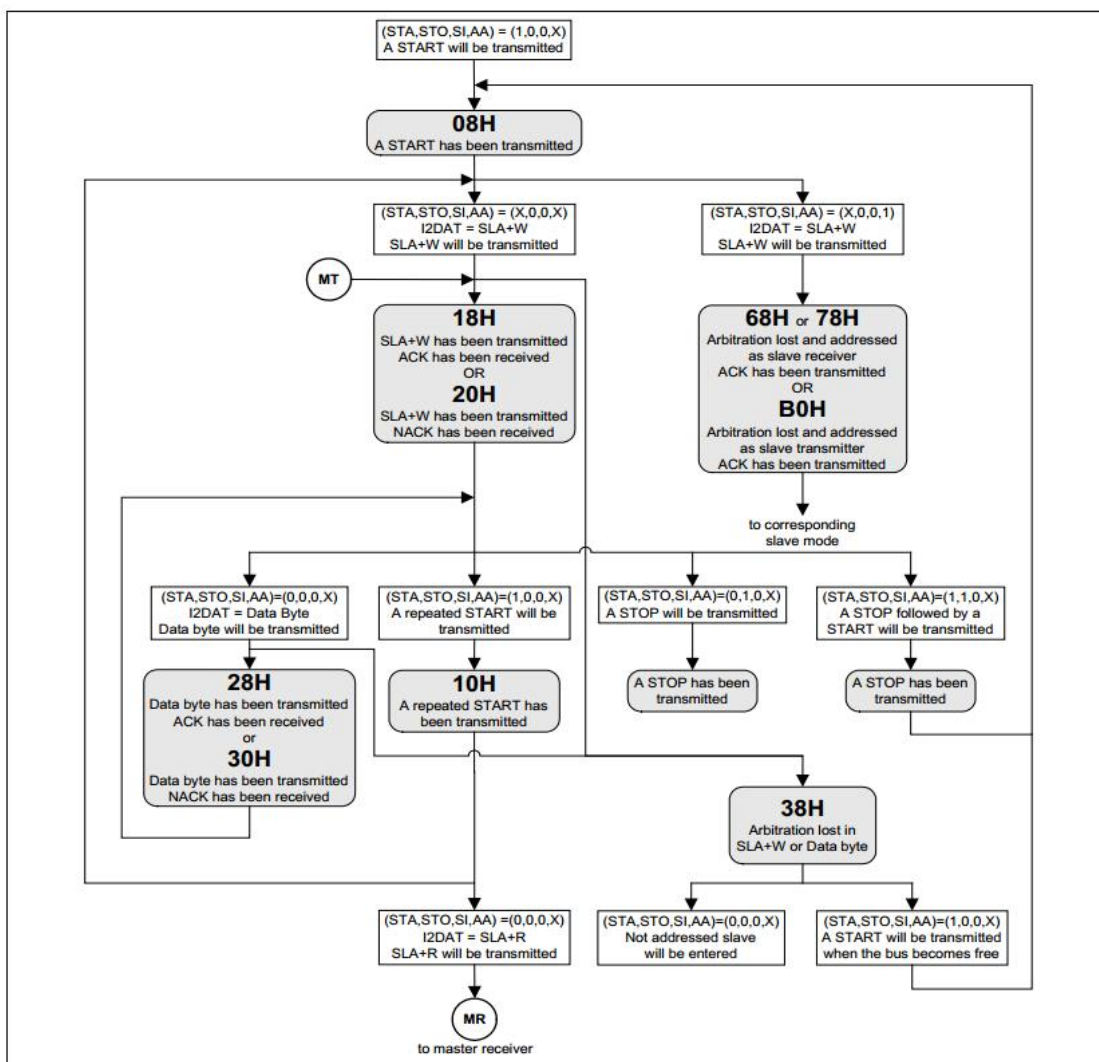 (STA,STO,SI,AA) = (1,0,0,X)
A START will be transmitted
08H
A START has been transmitted
(STA,STO,SI,AA) = (X,0,0,X)
I2DAT = SLA+W
SLA+W will be transmitted
(STA,STO,SI,AA) = (X,0,0,1)
I2DAT = SLA+W
SLA+W will be transmitted
MT
18H
SLA+W has been transmitted
ACK has been received
OR
20H
SLA+W has been transmitted
NACK has been received
68H or 78H
Arbitration lost and addressed
as slave receiver
ACK has been transmitted
OR
B0H
Arbitration lost and addressed
as slave transmitter
ACK has been transmitted
to corresponding
slave mode
(STA,STO,SI,AA)=(0,0,0,X)
I2DAT = Data Byte
Data byte will be transmitted
(STA,STO,SI,AA)=(1,0,0,X)
A repeated START will be
transmitted
(STA,STO,SI,AA)=(0,1,0,X)
A STOP will be transmitted
(STA,STO,SI,AA)=(1,1,0,X)
A STOP followed by a
START will be transmitted
28H
Data byte has been transmitted
ACK has been received
or
30H
Data byte has been transmitted
NACK has been received
10H
A repeated START has
been transmitted
A STOP has been
transmitted
A STOP has been
transmitted
38H
Arbitration lost in
SLA+W or Data byte
(STA,STO,SI,AA) =(0,0,0,X)
I2DAT = SLA+R
SLA+R will be transmitted
(STA,STO,SI,AA)=(0,0,0,X)
Not addressed slave
will be entered
(STA,STO,SI,AA)=(1,0,0,X)
A START will be transmitted
when the bus becomes free
MR
to master receiver